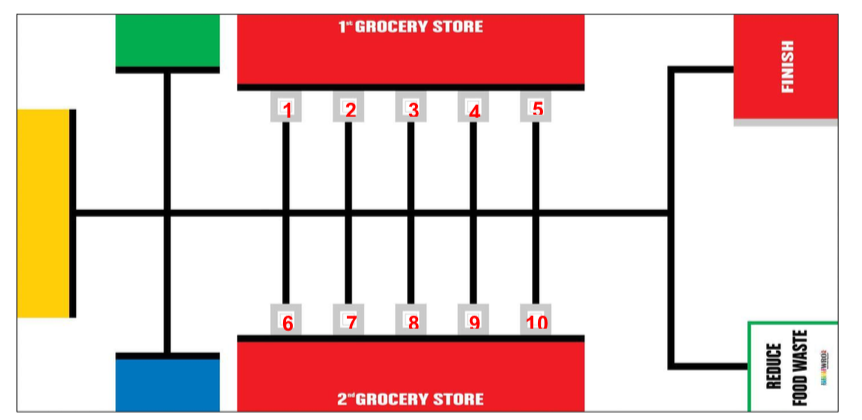 1st GROCERY STORE
FINISH
1 2 3 4 5
6 7 8 9 10
REDUCE
FOOD WASTE
2nd GROCERY STORE